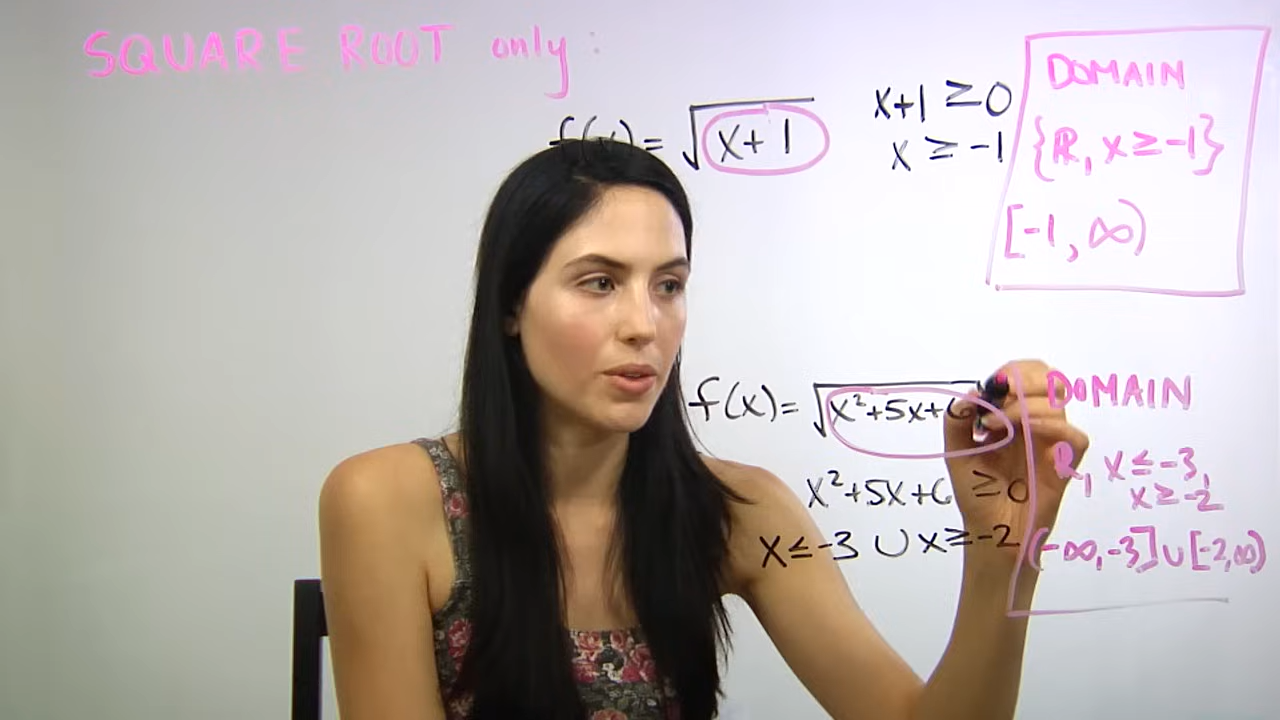 SQUARE ROOT only:
f(x) = √x+1
x+1 ≥ 0
x ≥ -1
DOMAIN
{ℝ, x ≥ -1}
[-1, ∞)
f(x) = √x²+5x+6
x²+5x+6 ≥ 0
x ≤ -3 ∪ x ≥ -2
DOMAIN
ℝ, x ≤ -3,
x ≥ -2
(-∞, -3] ∪ [-2, ∞)